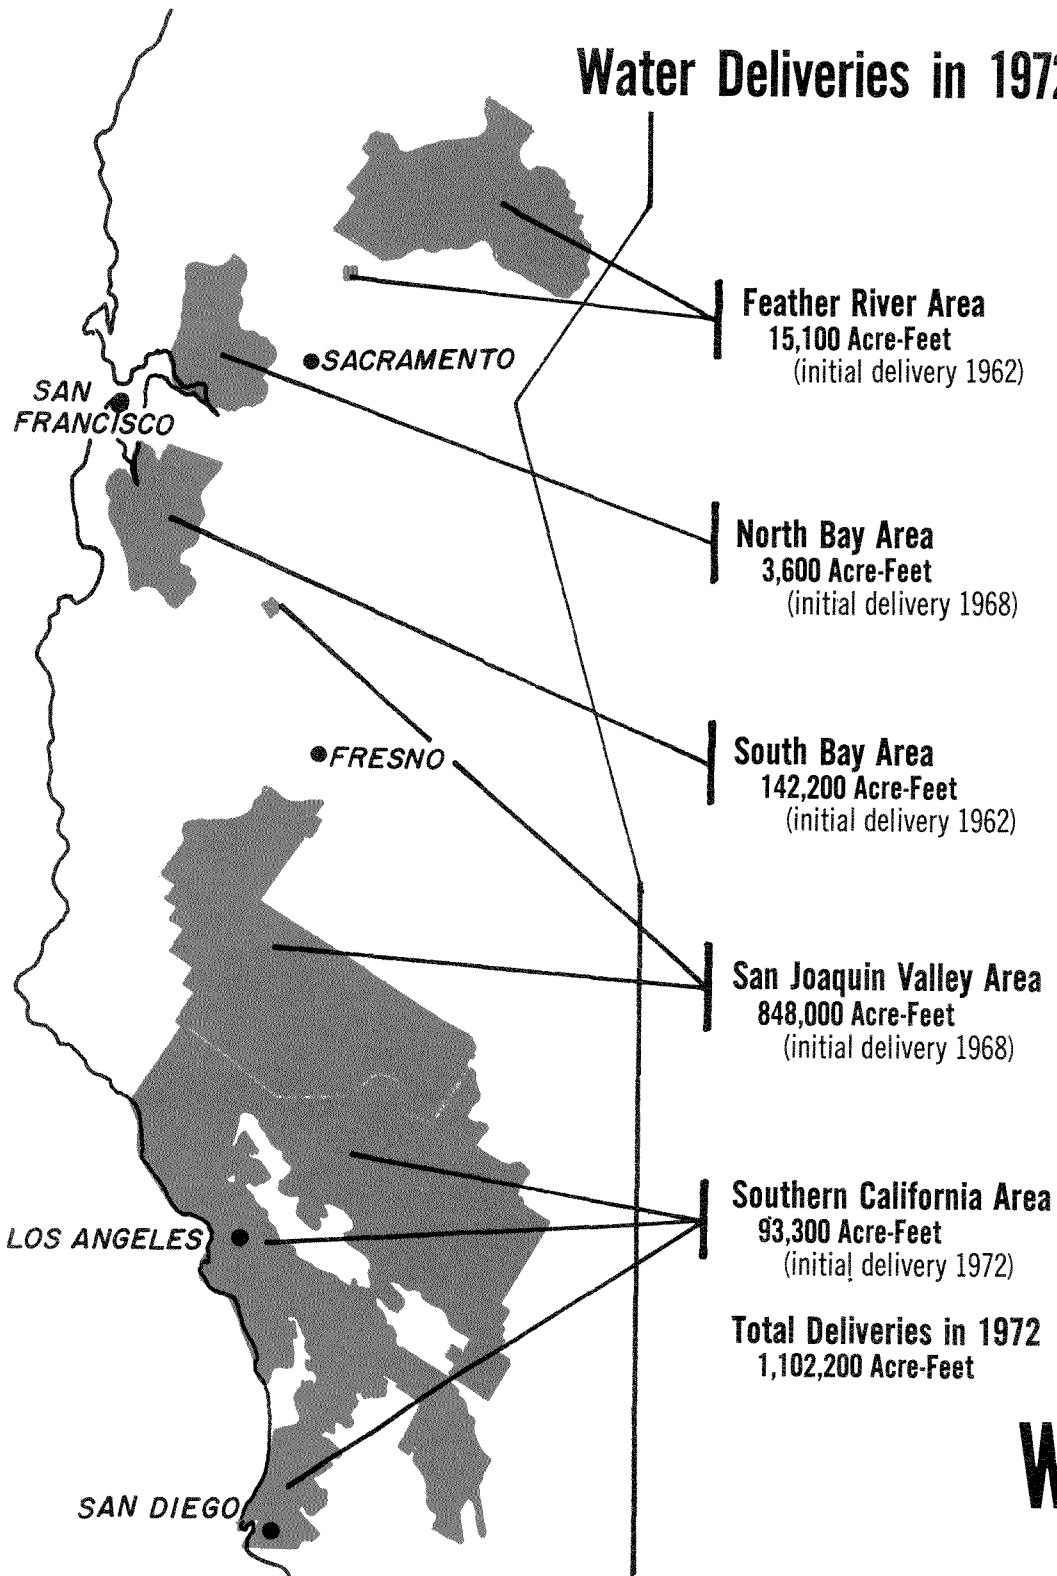 Water Deliveries in 1972
Feather River Area
15,100 Acre-Feet
(initial delivery 1962)
SACRAMENTO
SAN
FRANCISCO
North Bay Area
3,600 Acre-Feet
(initial delivery 1968)
South Bay Area
142,200 Acre-Feet
(initial delivery 1962)
FRESNO
San Joaquin Valley Area
848,000 Acre-Feet
(initial delivery 1968)
Southern California Area
93,300 Acre-Feet
(initial delivery 1972)
LOS ANGELES
Total Deliveries in 1972
1,102,200 Acre-Feet
W
SAN DIEGO